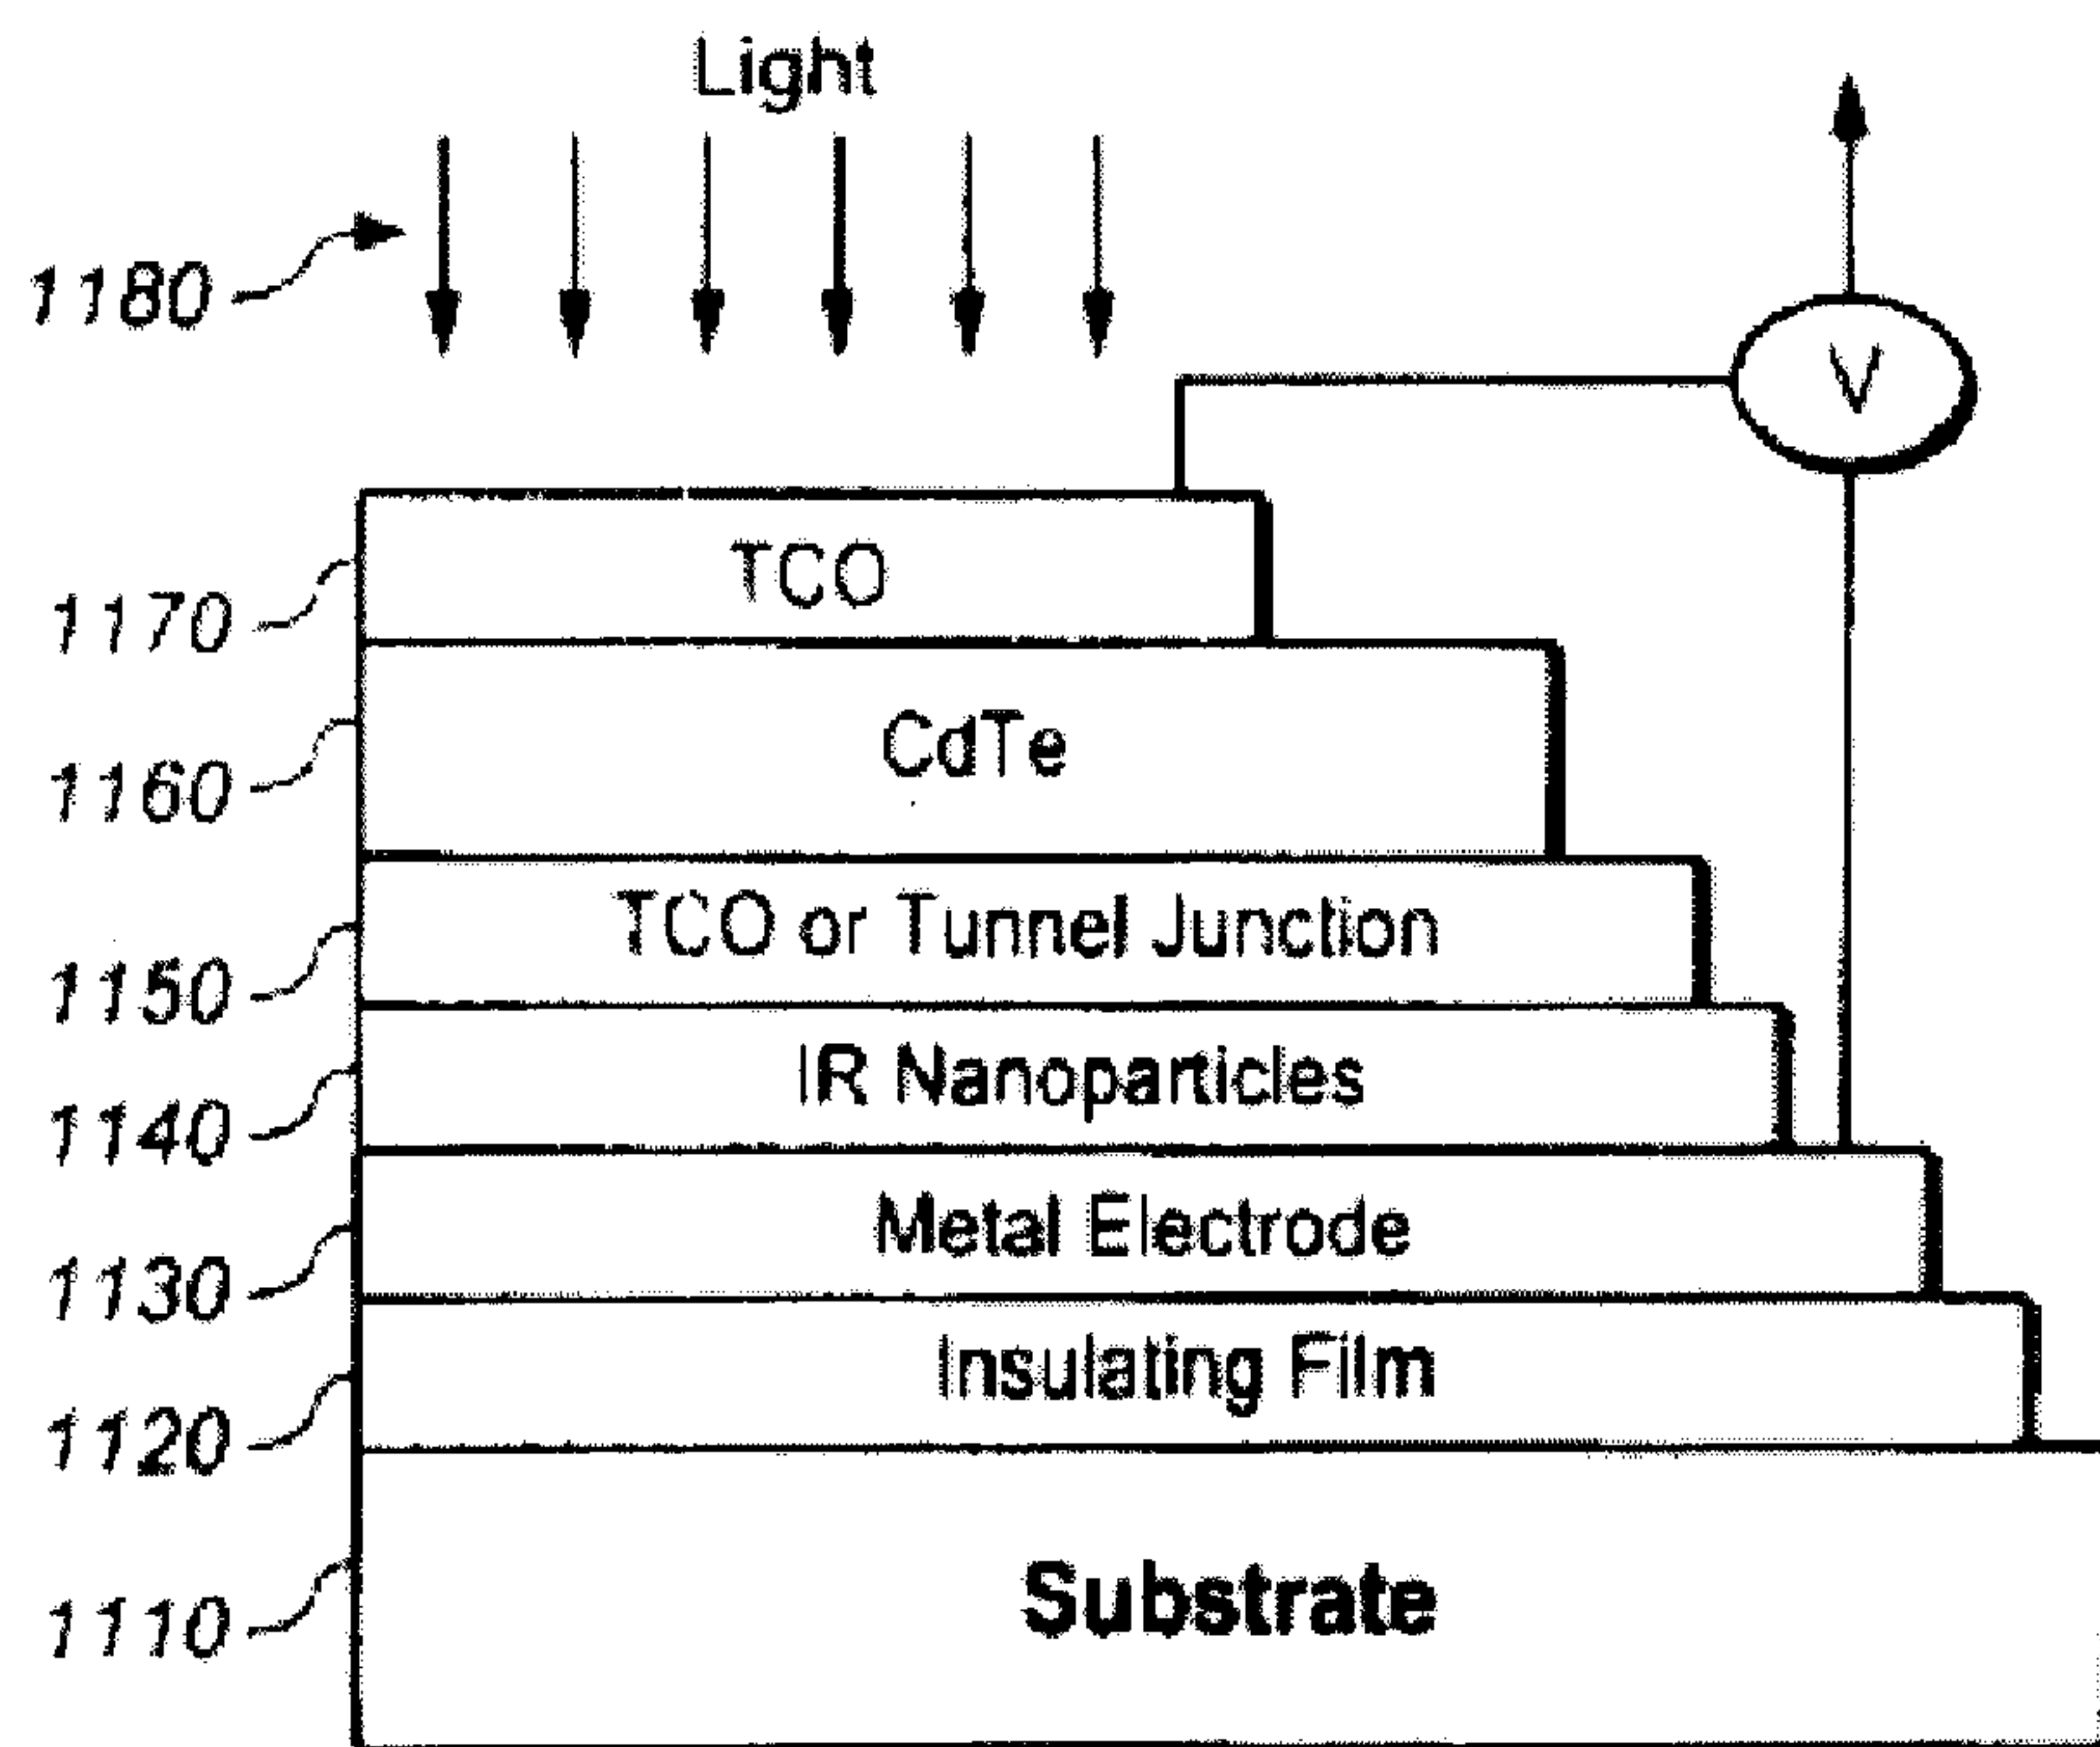 Light
1180
V
TCO
1170
CdTe
1160
TCO or Tunnel Junction
1150
IR Nanoparticles
1140
Metal Electrode
1130
Insulating Film
1120
Substrate
1110